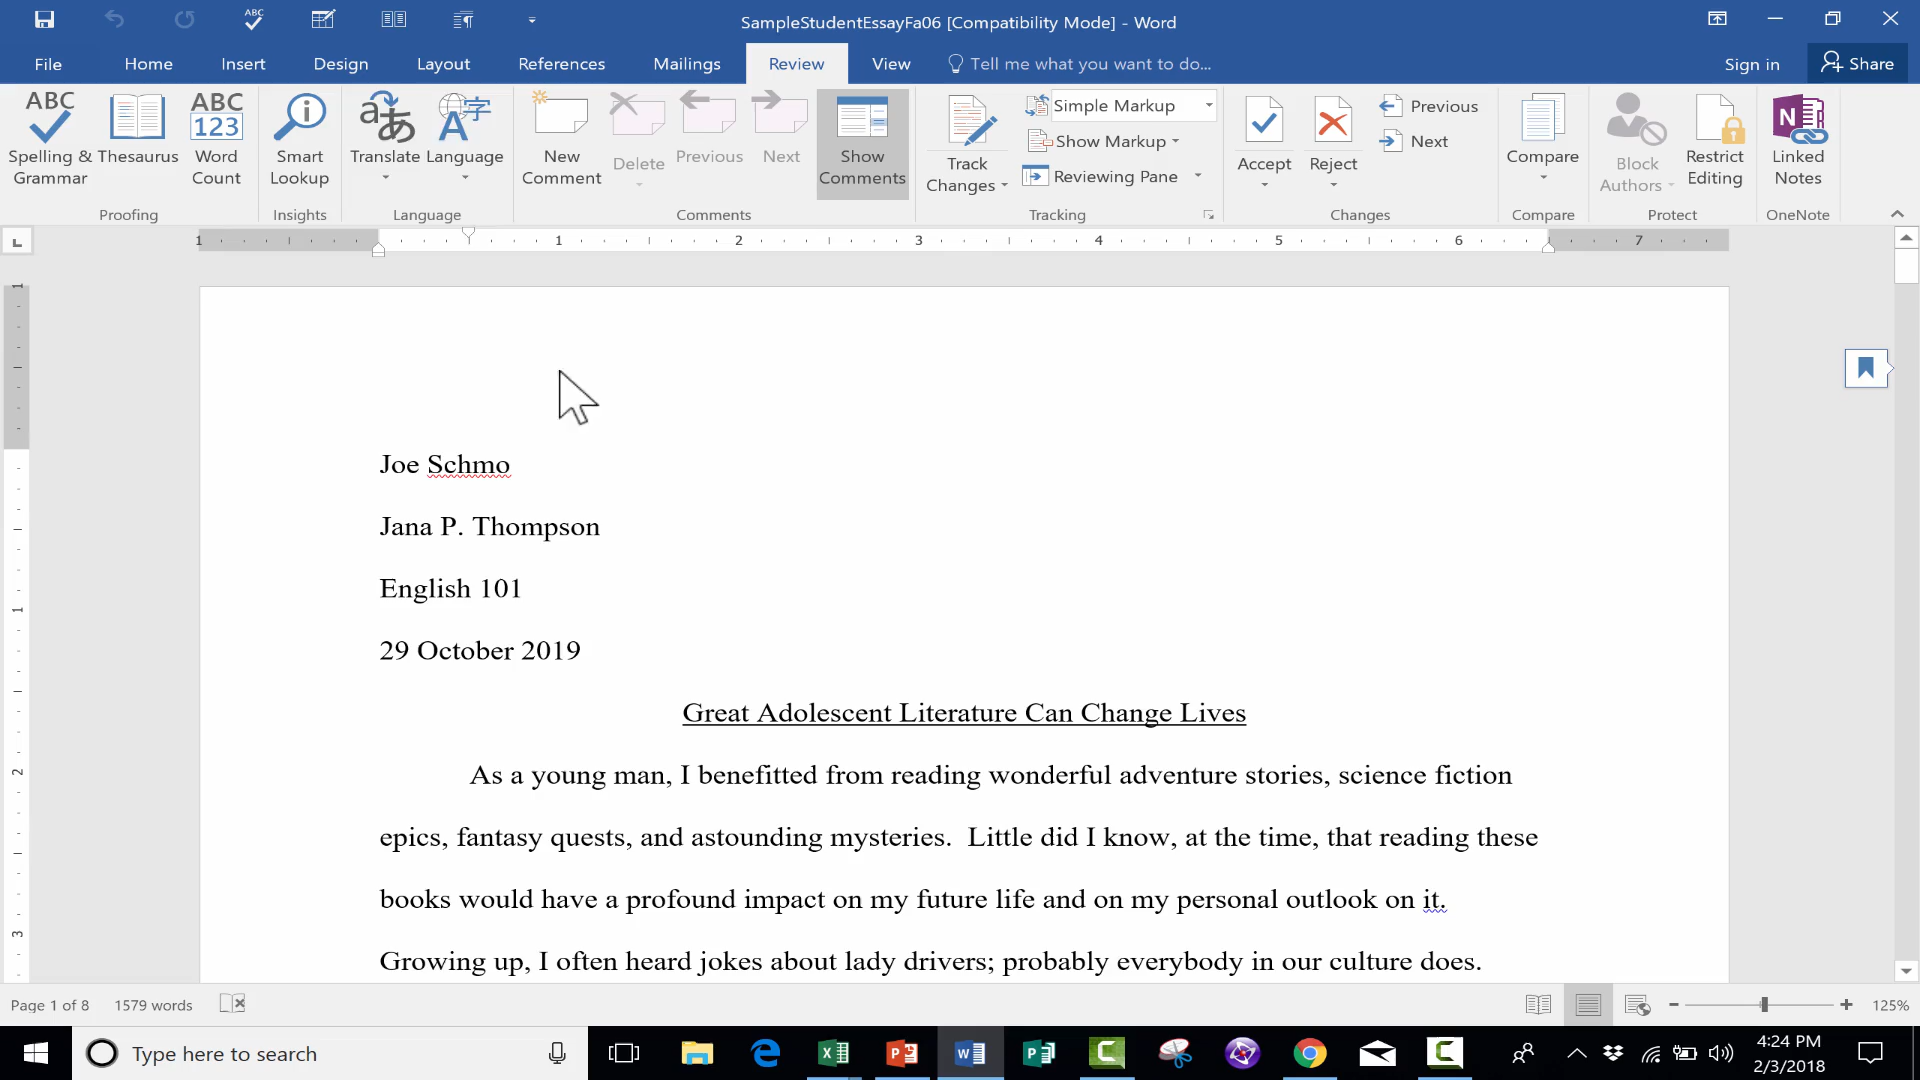 SampleStudentEssayFa06 [Compatibility Mode] - Word
File Home Insert Design Layout References Mailings Review View Tell me what you want to do... Sign in Share
ABC
Spelling & Grammar
Thesaurus
ABC 123
Word Count
Proofing
Smart Lookup
Insights
Translate
Language
Language
New Comment
Delete
Previous
Next
Show Comments
Comments
Track Changes
Simple Markup
Show Markup
Reviewing Pane
Tracking
Accept
Reject
Previous
Next
Changes
Compare
Compare
Block Authors
Restrict Editing
Protect
Linked Notes
OneNote
1 1 2 3 4 5 6 7
Joe Schmo
Jana P. Thompson
English 101
29 October 2019
Great Adolescent Literature Can Change Lives
As a young man, I benefitted from reading wonderful adventure stories, science fiction
epics, fantasy quests, and astounding mysteries.  Little did I know, at the time, that reading these
books would have a profound impact on my future life and on my personal outlook on it.
Growing up, I often heard jokes about lady drivers; probably everybody in our culture does.
Page 1 of 8 1579 words 125%
Type here to search
4:24 PM
2/3/2018